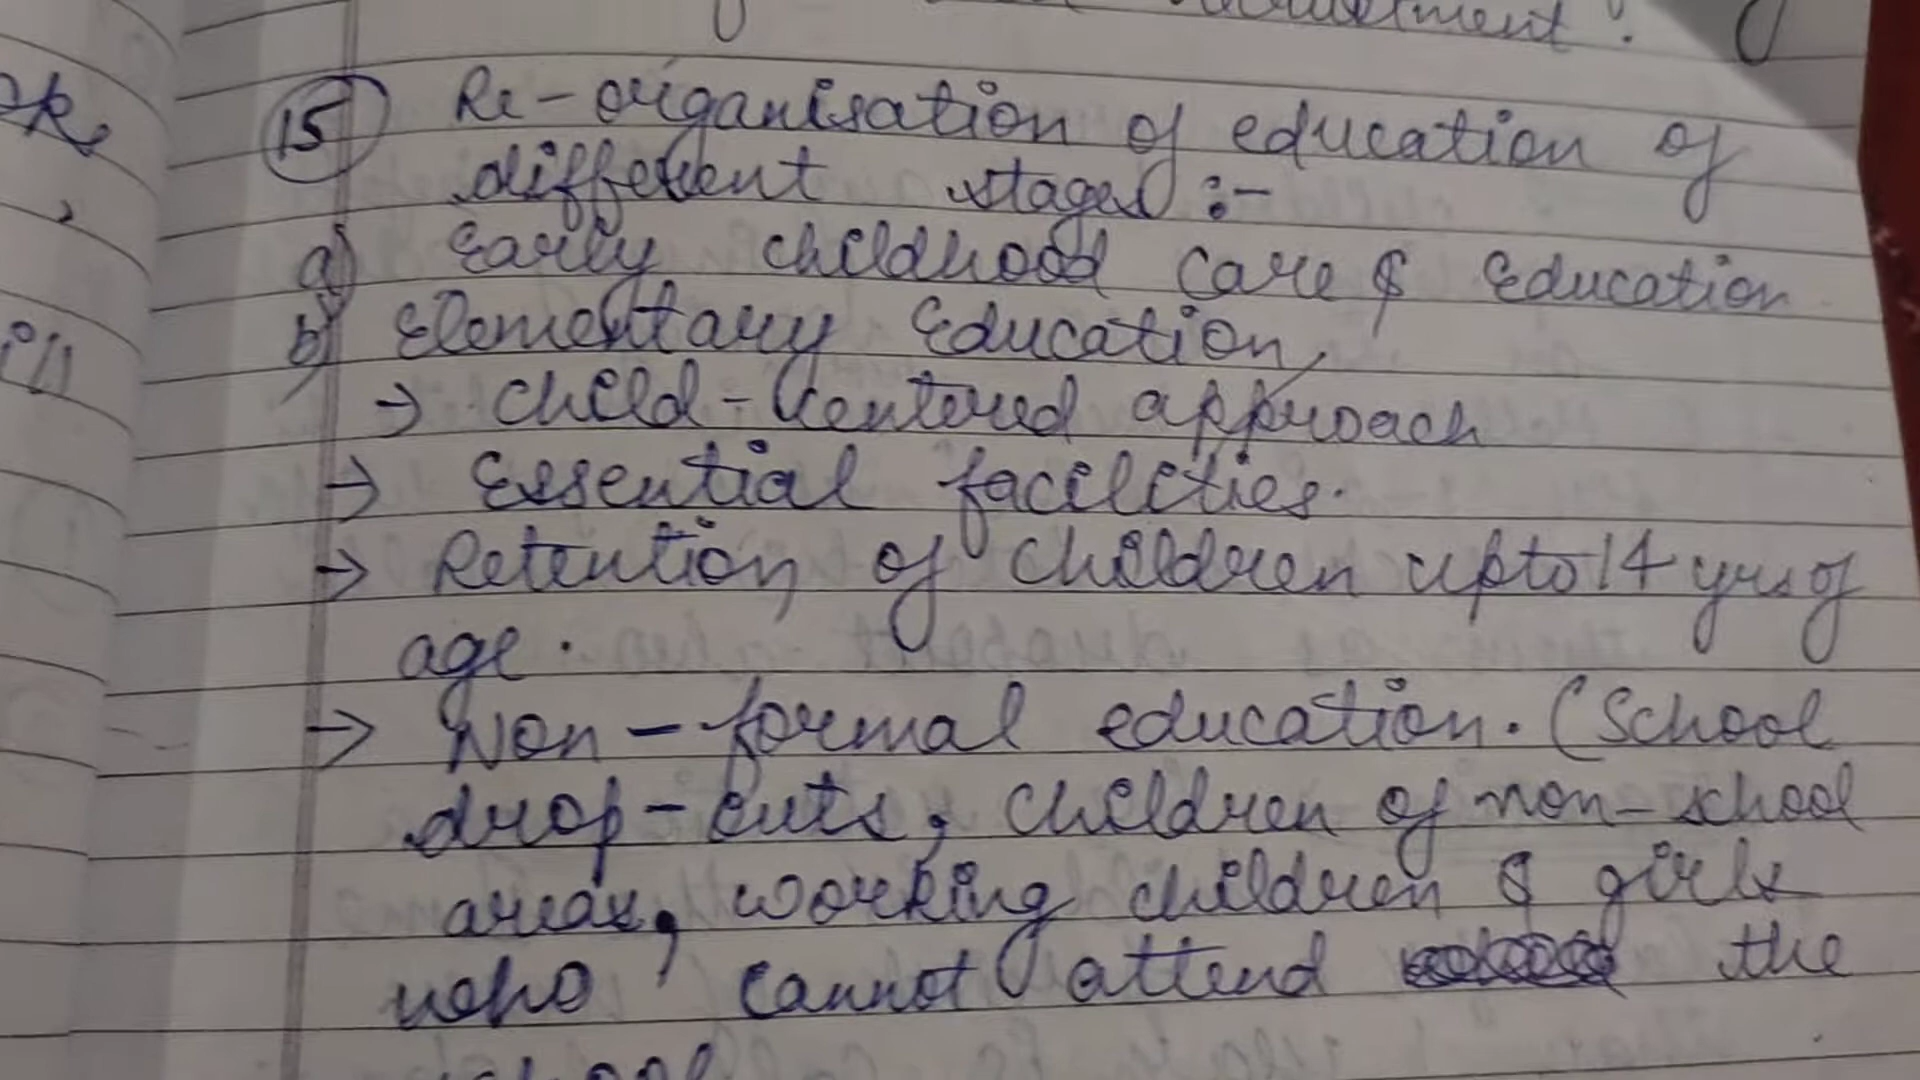 15 Re-organisation of education of
different stages :-
a) Early childhood care & Education
b) Elementary Education
→ child-Centered approach
→ Essential facilities.
→ Retention of children upto 14 yrs of
age.
→ Non-formal education. (School
drop-outs, children of non-school
areas, working children & girls
who cannot attend the
school